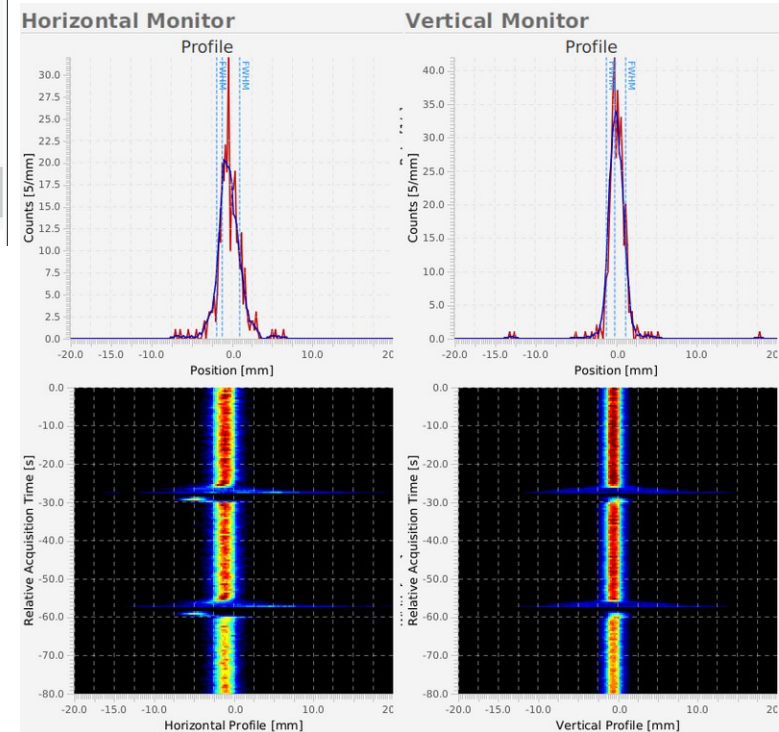 Horizontal Monitor
Profile
FWHM
FWHM
Counts [5/mm]
30.0
27.5
25.0
22.5
20.0
17.5
15.0
12.5
10.0
7.5
5.0
2.5
0.0
-20.0 -15.0 0.0 10.0 20
Position [mm]
Relative Acquisition Time [s]
0.0
-10.0
-20.0
-30.0
-40.0
-50.0
-60.0
-70.0
-80.0
-20.0 -15.0 -10.0 0.0 10.0
Horizontal Profile [mm]
Vertical Monitor
Profile
FWHM
FWHM
Counts [5/mm]
40.0
35.0
30.0
25.0
20.0
15.0
10.0
5.0
0.0
-20.0 -15.0 -10.0 0.0 10.0 20
Position [mm]
Relative Acquisition Time [s]
0.0
-10.0
-20.0
-30.0
-40.0
-50.0
-60.0
-70.0
-80.0
-20.0 -15.0 -10.0 0.0 10.0 20
Vertical Profile [mm]